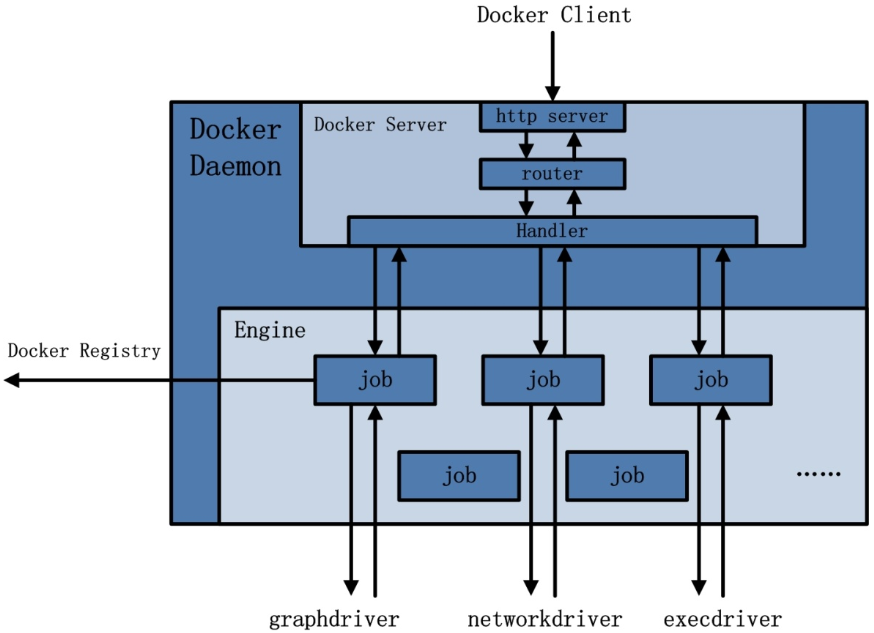 Docker Client
Docker
Daemon
Docker Server
http server
router
Handler
Engine
Docker Registry
job
job
job
job
job
……
graphdriver
networkdriver
execdriver